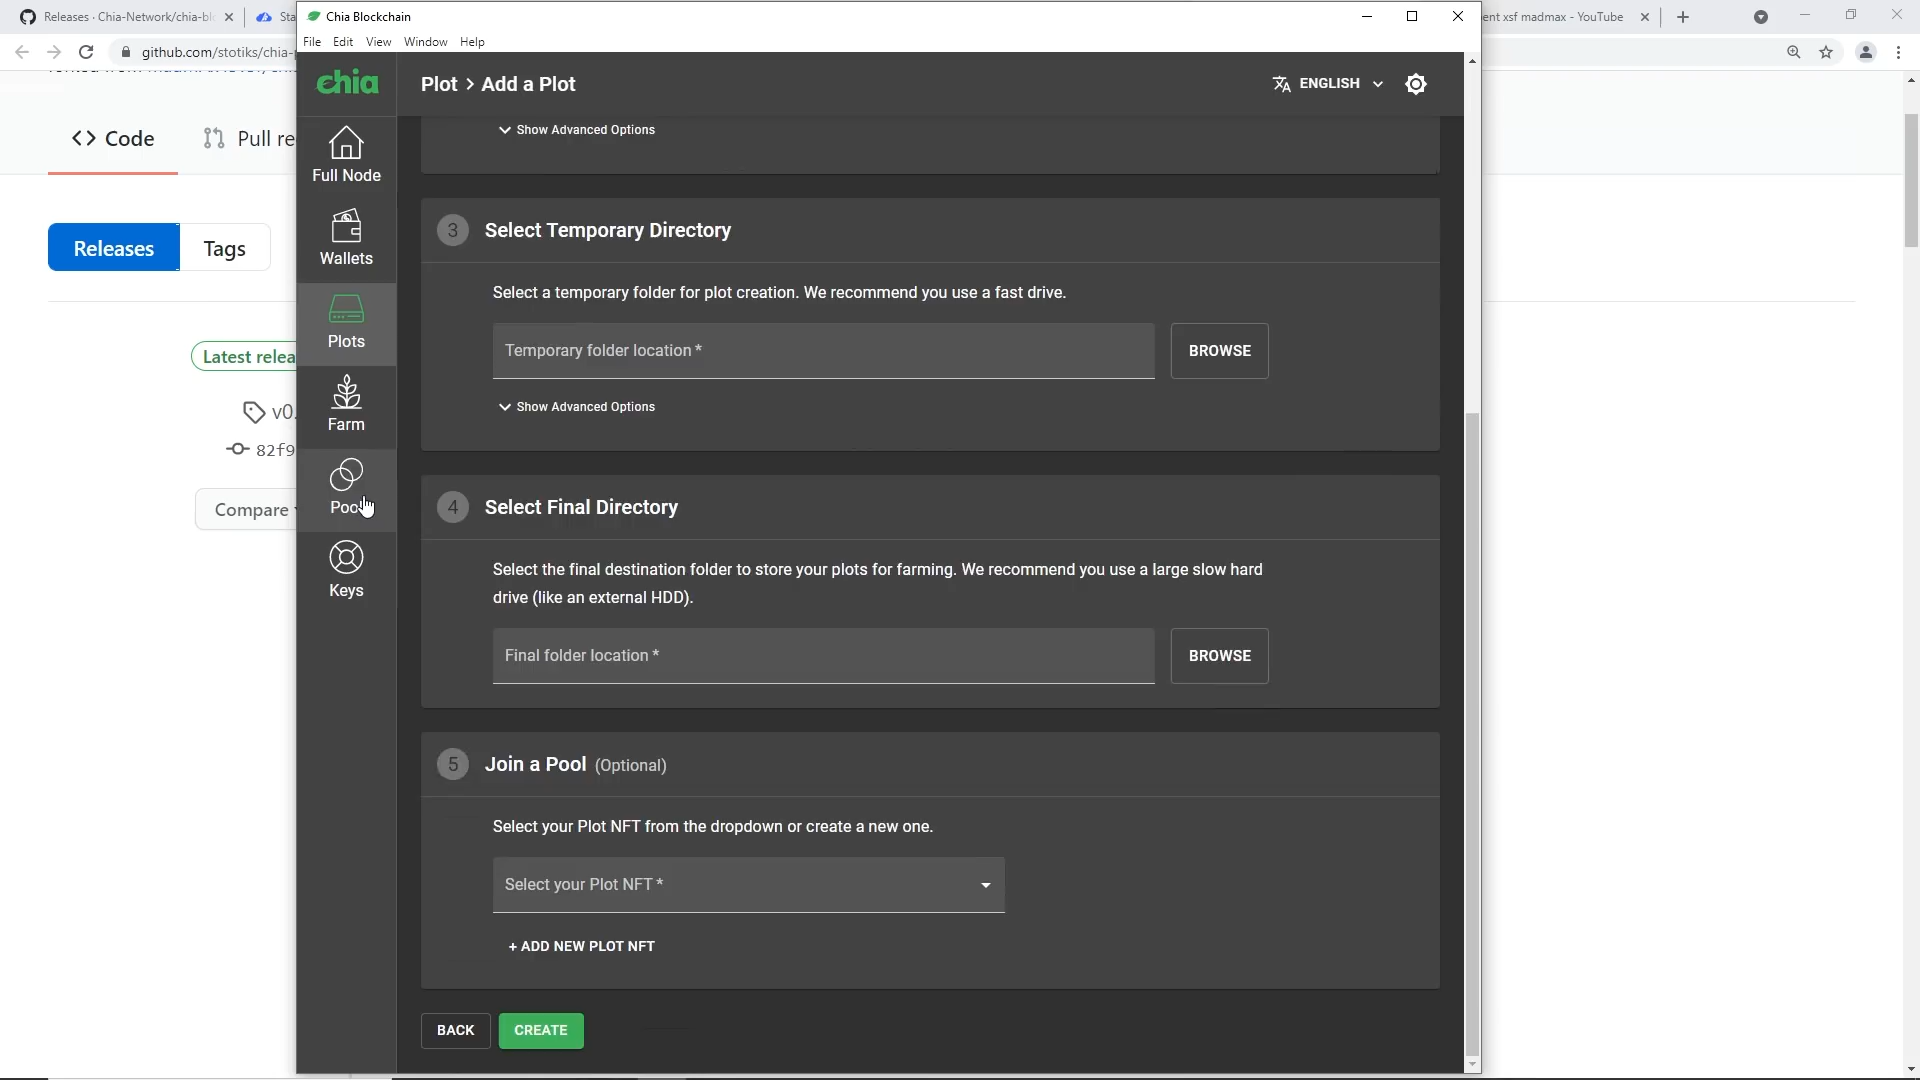 Releases · Chia-Network/chia-bl
Sta
Chia Blockchain
ent xsf madmax - YouTube
File Edit View Window Help
github.com/stotiks/chia-
chia
Plot > Add a Plot
ENGLISH
Code
Pull re
Show Advanced Options
Full Node
Releases
Tags
Wallets
3 Select Temporary Directory
Select a temporary folder for plot creation. We recommend you use a fast drive.
Plots
Temporary folder location *
BROWSE
Latest relea
Show Advanced Options
v0.
Farm
82f9
4 Select Final Directory
Compare
Poo
Select the final destination folder to store your plots for farming. We recommend you use a large slow hard
drive (like an external HDD).
Keys
Final folder location *
BROWSE
5 Join a Pool (Optional)
Select your Plot NFT from the dropdown or create a new one.
Select your Plot NFT *
+ ADD NEW PLOT NFT
BACK
CREATE